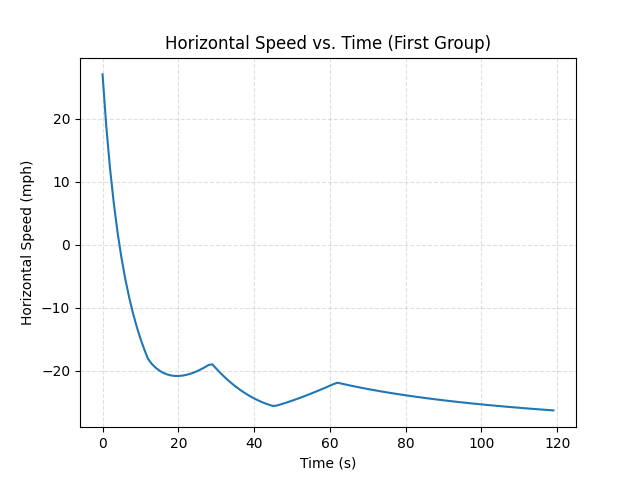 Horizontal Speed vs. Time (First Group)
20
10
0
−10
−20
Horizontal Speed (mph)
0 20 40 60 80 100 120
Time (s)